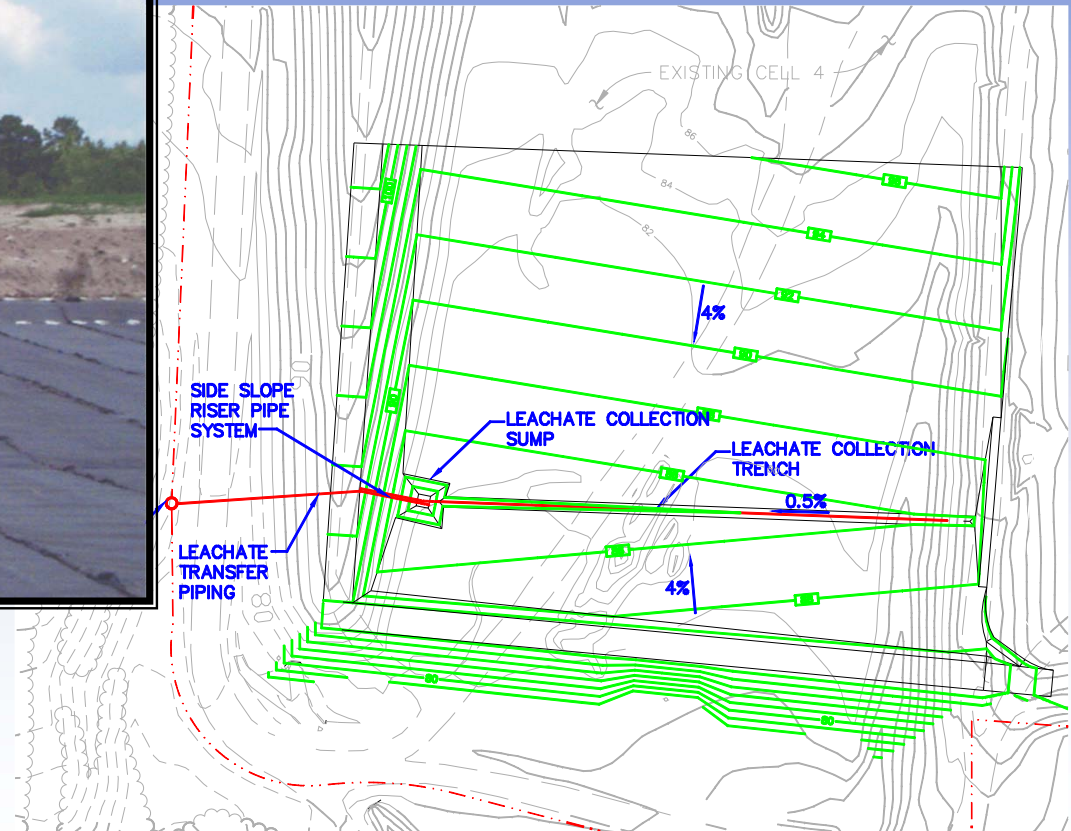 EXISTING CELL 4
86
84
82
4%
90
SIDE SLOPE
RISER PIPE
SYSTEM
LEACHATE COLLECTION
SUMP
LEACHATE COLLECTION
TRENCH
0.5%
LEACHATE
TRANSFER
PIPING
4%
80
80